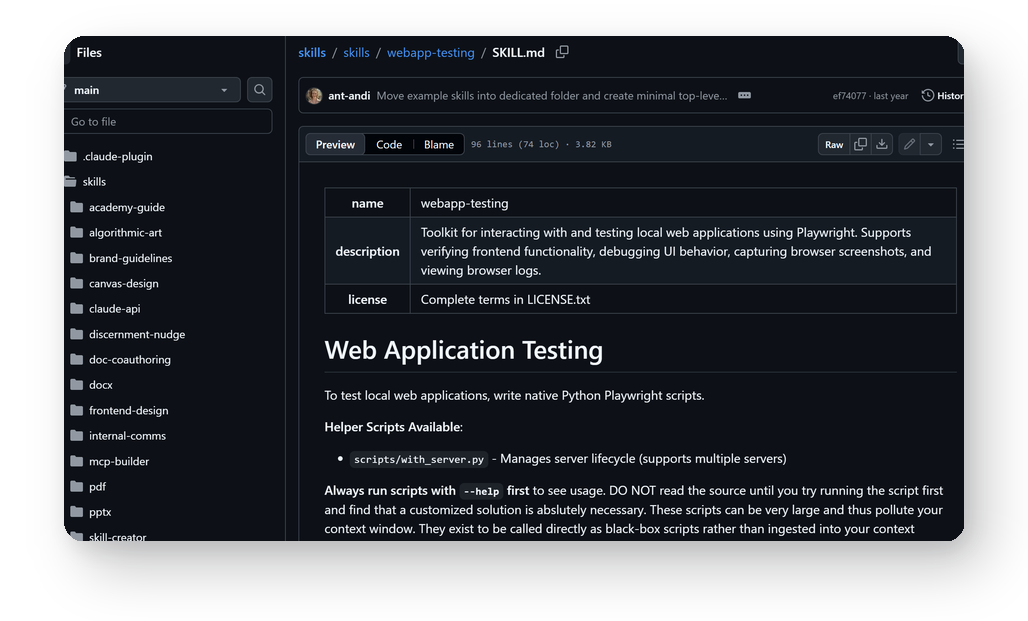 Files
main
Go to file
.claude-plugin
skills
academy-guide
algorithmic-art
brand-guidelines
canvas-design
claude-api
discernment-nudge
doc-coauthoring
docx
frontend-design
internal-comms
mcp-builder
pdf
pptx
skill-creator
skills / skills / webapp-testing / SKILL.md
ant-andi Move example skills into dedicated folder and create minimal top-leve... ef74077 · last year Histor
Preview Code Blame 96 lines (74 loc) · 3.82 KB Raw
name webapp-testing
description Toolkit for interacting with and testing local web applications using Playwright. Supports
verifying frontend functionality, debugging UI behavior, capturing browser screenshots, and
viewing browser logs.
license Complete terms in LICENSE.txt
Web Application Testing
To test local web applications, write native Python Playwright scripts.
Helper Scripts Available:
• scripts/with_server.py - Manages server lifecycle (supports multiple servers)
Always run scripts with --help first to see usage. DO NOT read the source until you try running the script first
and find that a customized solution is abslutely necessary. These scripts can be very large and thus pollute your
context window. They exist to be called directly as black-box scripts rather than ingested into your context